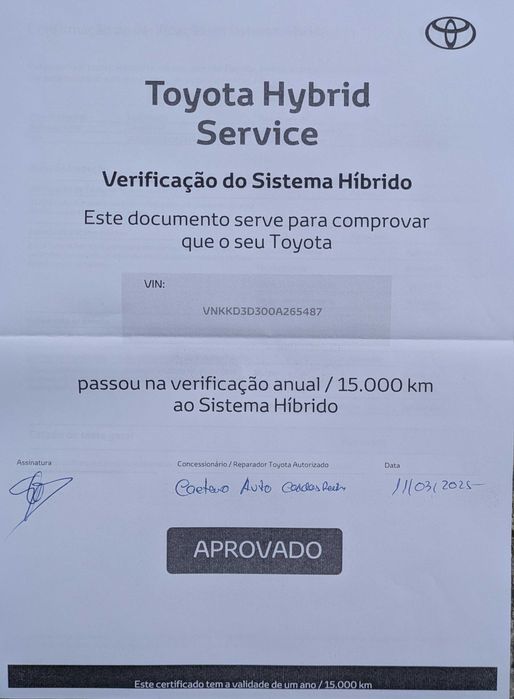 Toyota Hybrid
Service
Verificação do Sistema Híbrido
Este documento serve para comprovar
que o seu Toyota
VIN:
VNKKD3D300A265487
passou na verificação anual / 15.000 km
ao Sistema Híbrido
Assinatura
Concessionário / Reparador Toyota Autorizado
Data
Caetano Auto
11/03/2025
APROVADO
Este certificado tem a validade de um ano / 15.000 km